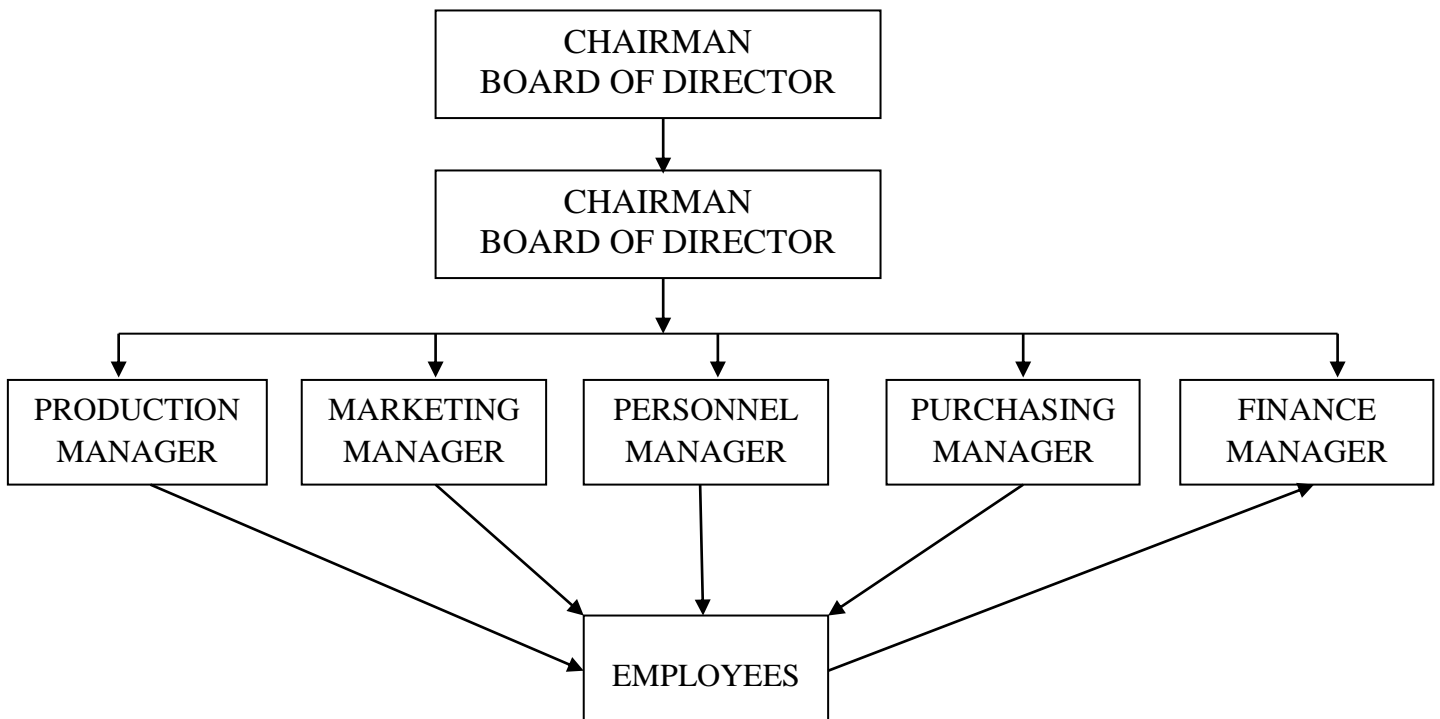 CHAIRMAN
BOARD OF DIRECTOR
CHAIRMAN
BOARD OF DIRECTOR
PRODUCTION
MANAGER
MARKETING
MANAGER
PERSONNEL
MANAGER
PURCHASING
MANAGER
FINANCE
MANAGER
EMPLOYEES